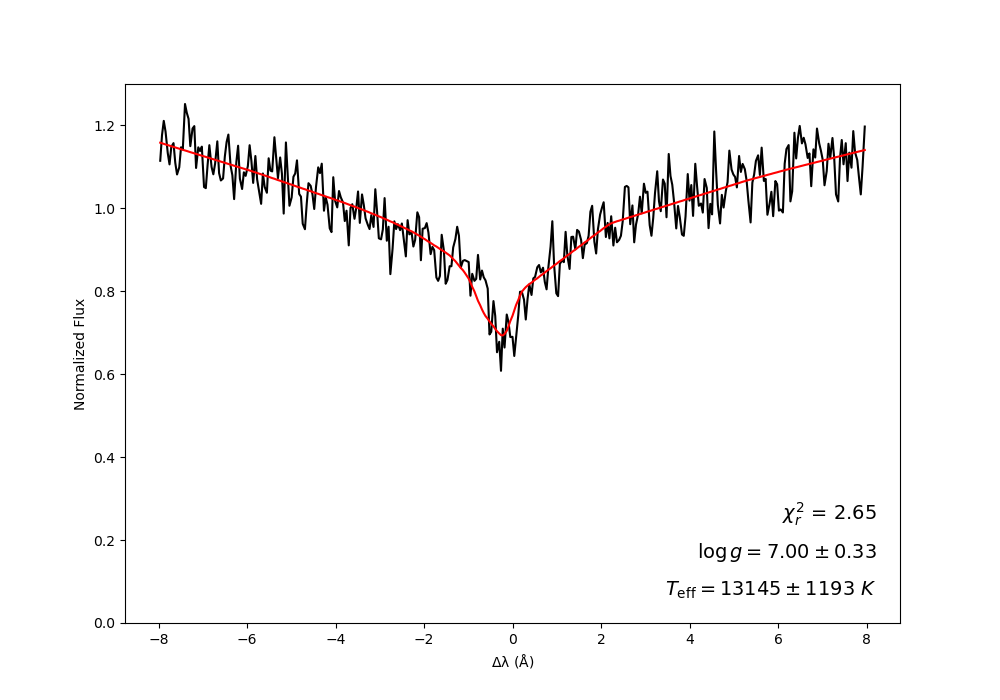 1.2
1.0
0.8
0.6
0.4
0.2
0.0
Normalized Flux
χ²ᵣ = 2.65
log g = 7.00 ± 0.33
T_eff = 13145 ± 1193 K
−8 −6 −4 −2 0 2 4 6 8
Δλ (Å)